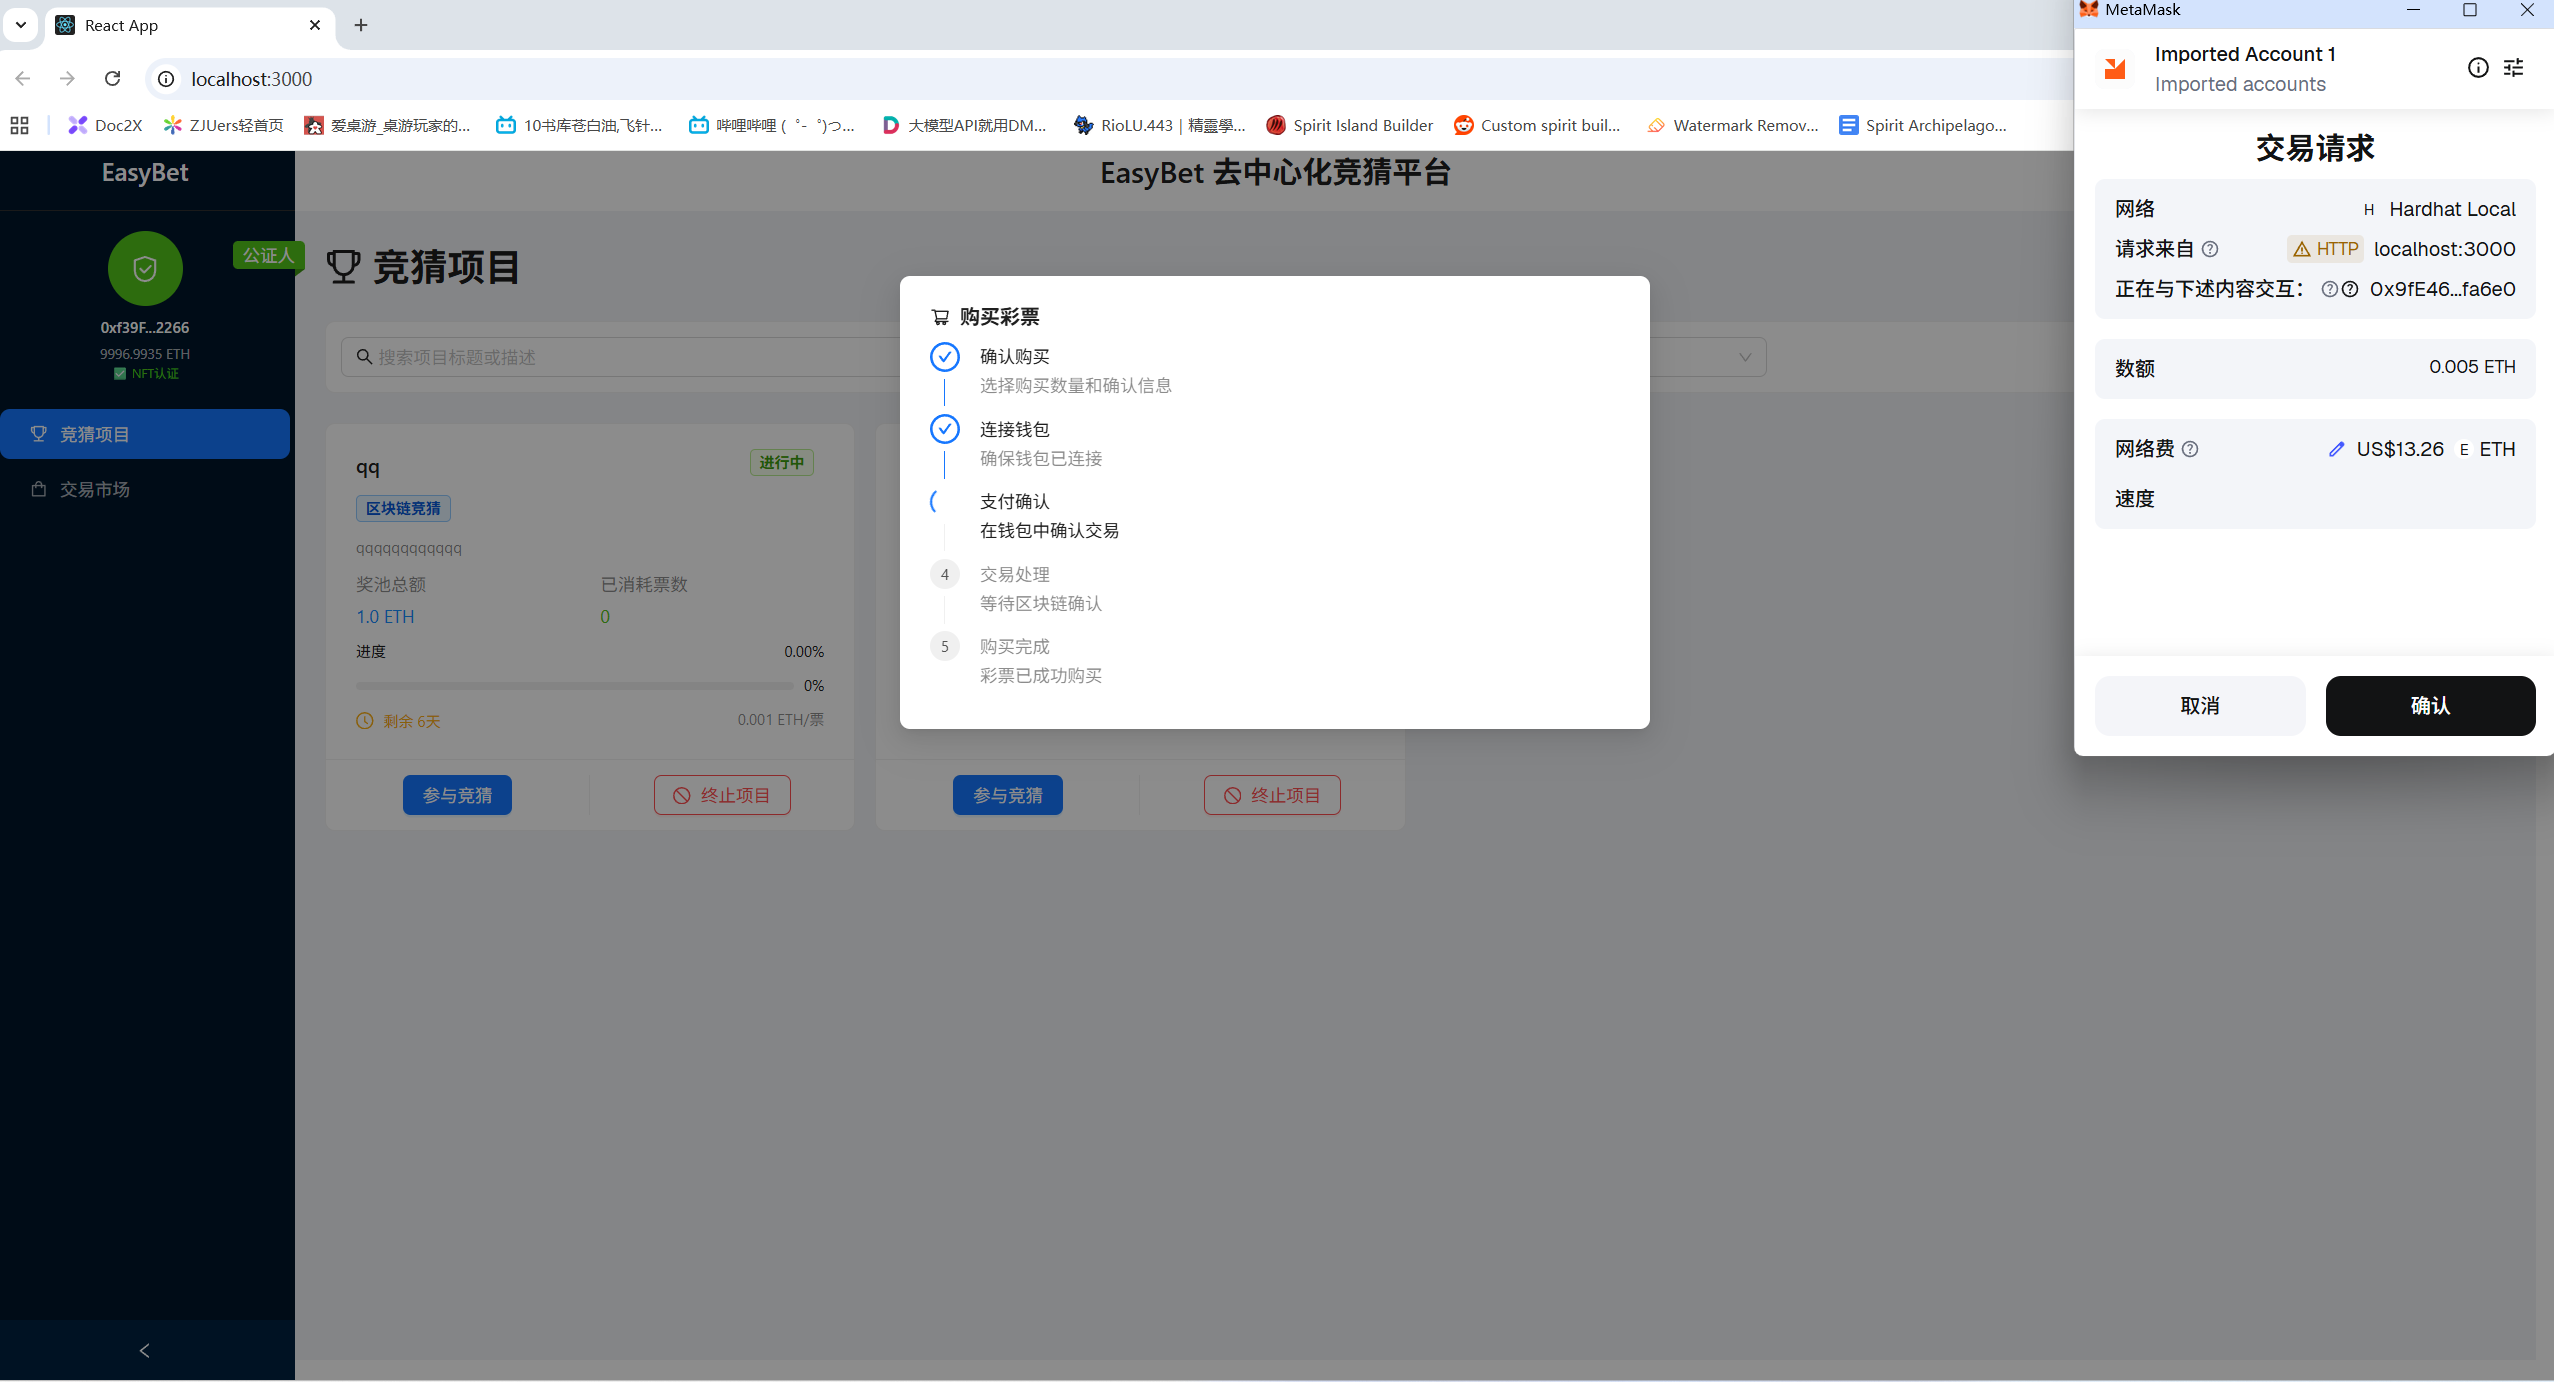 React App
localhost:3000
Doc2X
ZJUers轻首页
爱桌游_桌游玩家的...
10书库苍白油,飞针...
哔哩哔哩 (゜-゜)つ...
大模型API就用DM...
RioLU.443 | 精靈學...
Spirit Island Builder
Custom spirit buil...
Watermark Remov...
Spirit Archipelago...
EasyBet
公证人
0xf39F...2266
9996.9935 ETH
NFT认证
竞猜项目
交易市场
EasyBet 去中心化竞猜平台
竞猜项目
搜索项目标题或描述
qq
进行中
区块链竞猜
qqqqqqqqqqqq
奖池总额
已消耗票数
1.0 ETH
0
进度
0.00%
0%
剩余 6天
0.001 ETH/票
参与竞猜
终止项目
参与竞猜
终止项目
购买彩票
确认购买
选择购买数量和确认信息
连接钱包
确保钱包已连接
支付确认
在钱包中确认交易
4
交易处理
等待区块链确认
5
购买完成
彩票已成功购买
MetaMask
Imported Account 1
Imported accounts
交易请求
网络
H Hardhat Local
请求来自
HTTP localhost:3000
正在与下述内容交互：
0x9fE46...fa6e0
数额
0.005 ETH
网络费
US$13.26 E ETH
速度
取消
确认